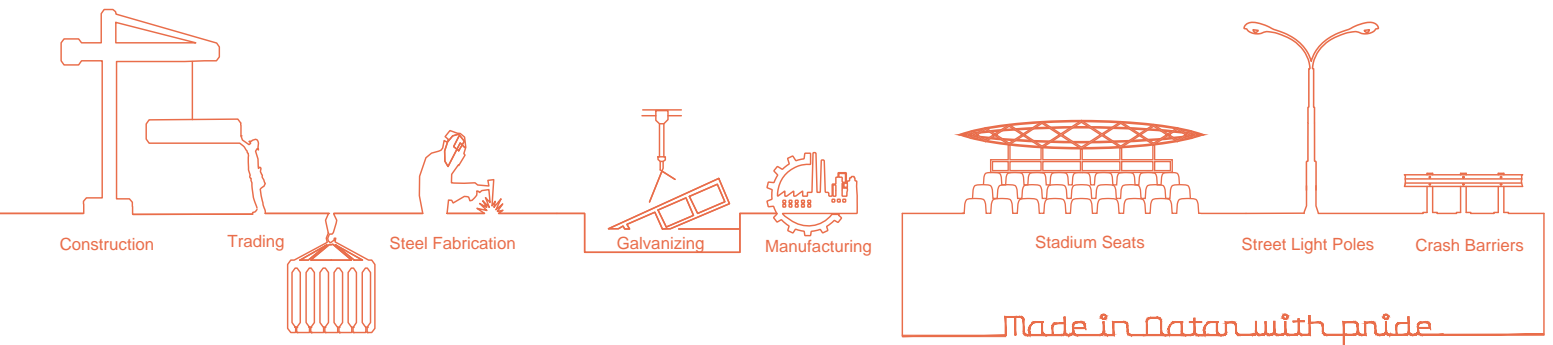 Construction
Trading
Steel Fabrication
Galvanizing
Manufacturing
Stadium Seats
Street Light Poles
Crash Barriers
Made in Qatar with pride